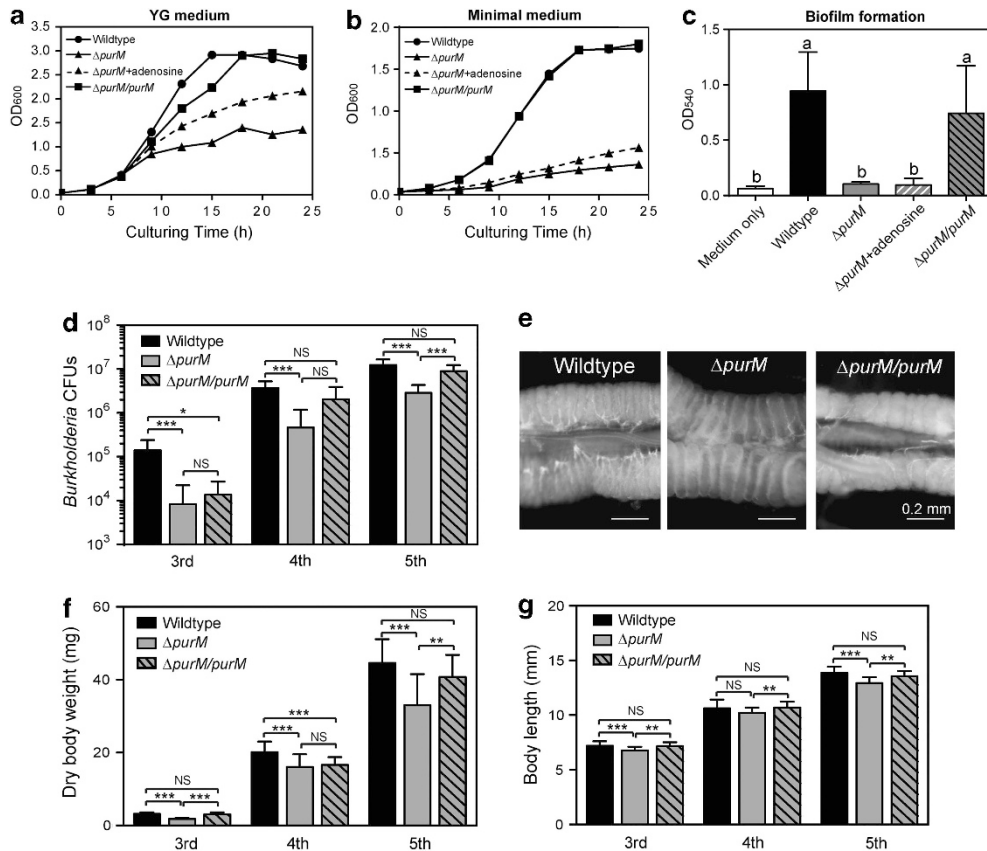 a
YG medium
3.5
3.0
2.5
2.0
1.5
1.0
0.5
0.0
OD600
0 5 10 15 20 25
Culturing Time (h)
Wildtype
ΔpurM
ΔpurM+adenosine
ΔpurM/purM
b
Minimal medium
1.5
1.0
1.5
0.0
OD600
0 5 10 15 20 25
Culturing Time (h)
Wildtype
ΔpurM
ΔpurM+adenosine
ΔpurM/purM
c
Biofilm formation
1.5
1.0
0.5
0.0
OD540
b a b b a
Medium only
Wildtype
ΔpurM
ΔpurM+adenosine
ΔpurM/purM
d
10^8
10^7
10^6
10^5
10^4
10^3
Burkholderia CFUs
Wildtype
ΔpurM
ΔpurM/purM
*
***
NS
NS
***
NS
NS
***
***
3rd 4th 5th
e
Wildtype ΔpurM ΔpurM/purM
0.2 mm
f
60
40
20
0
Dry body weight (mg)
Wildtype
ΔpurM
ΔpurM/purM
NS
***
***
***
***
NS
NS
***
**
3rd 4th 5th
g
20
15
10
5
0
Body length (mm)
Wildtype
ΔpurM
ΔpurM/purM
NS
***
**
NS
NS
**
NS
***
**
3rd 4th 5th